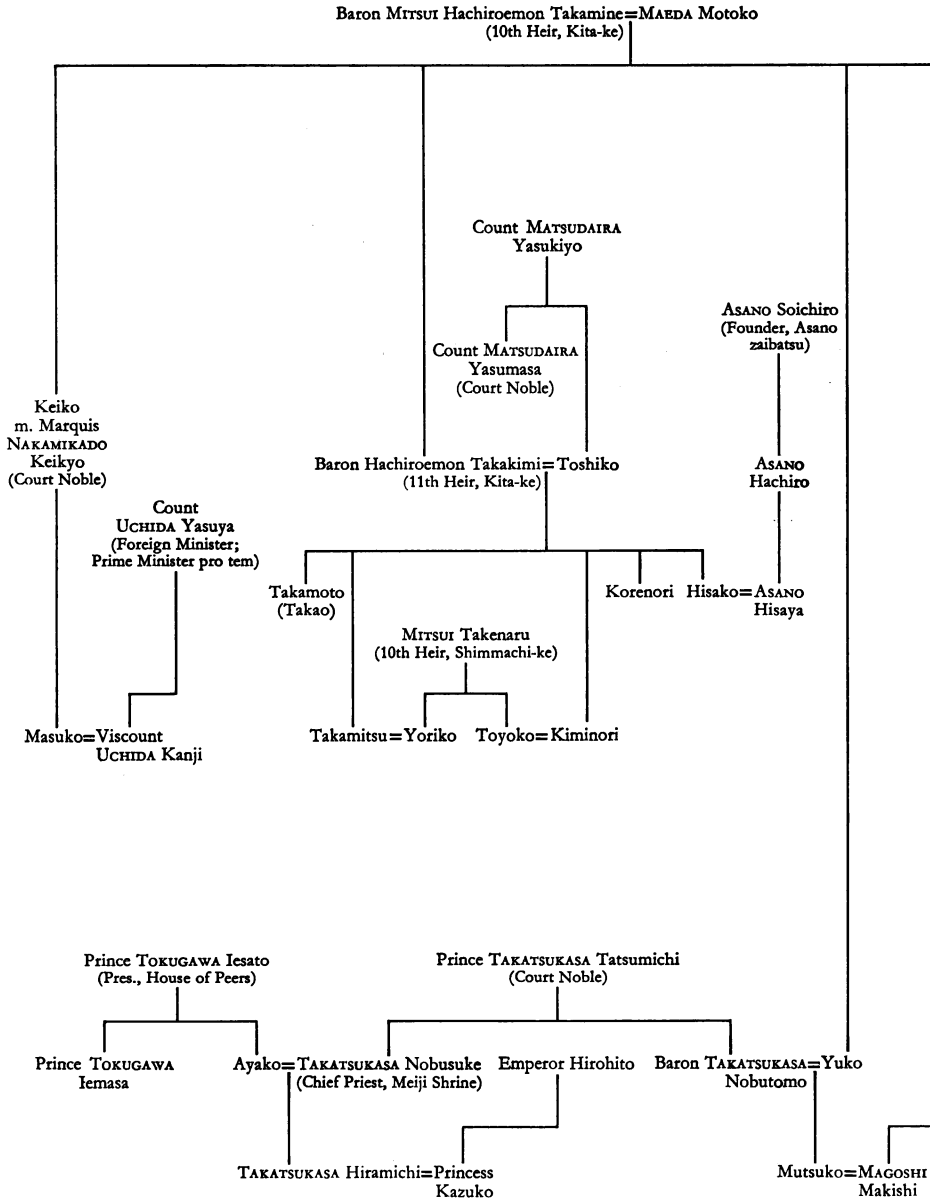 Baron MITSUI Hachiroemon Takamine=MAEDA Motoko
(10th Heir, Kita-ke)
Count MATSUDAIRA
Yasukiyo
ASANO Soichiro
(Founder, Asano
zaibatsu)
Count MATSUDAIRA
Yasumasa
(Court Noble)
Keiko
m. Marquis
NAKAMIKADO
Keikyo
(Court Noble)
Baron Hachiroemon Takakimi=Toshiko
(11th Heir, Kita-ke)
ASANO
Hachiro
Count
UCHIDA Yasuya
(Foreign Minister;
Prime Minister pro tem)
Takamoto
(Takao)
Korenori
Hisako=ASANO
Hisaya
MITSUI Takenaru
(10th Heir, Shimmachi-ke)
Masuko=Viscount
UCHIDA Kanji
Takamitsu=Yoriko
Toyoko=Kiminori
Prince TOKUGAWA Iesato
(Pres., House of Peers)
Prince TAKATSUKASA Tatsumichi
(Court Noble)
Prince TOKUGAWA
Iemasa
Ayako=TAKATSUKASA Nobusuke
(Chief Priest, Meiji Shrine)
Emperor Hirohito
Baron TAKATSUKASA=Yuko
Nobutomo
TAKATSUKASA Hiramichi=Princess
Kazuko
Mutsuko=MAGOSHI
Makishi